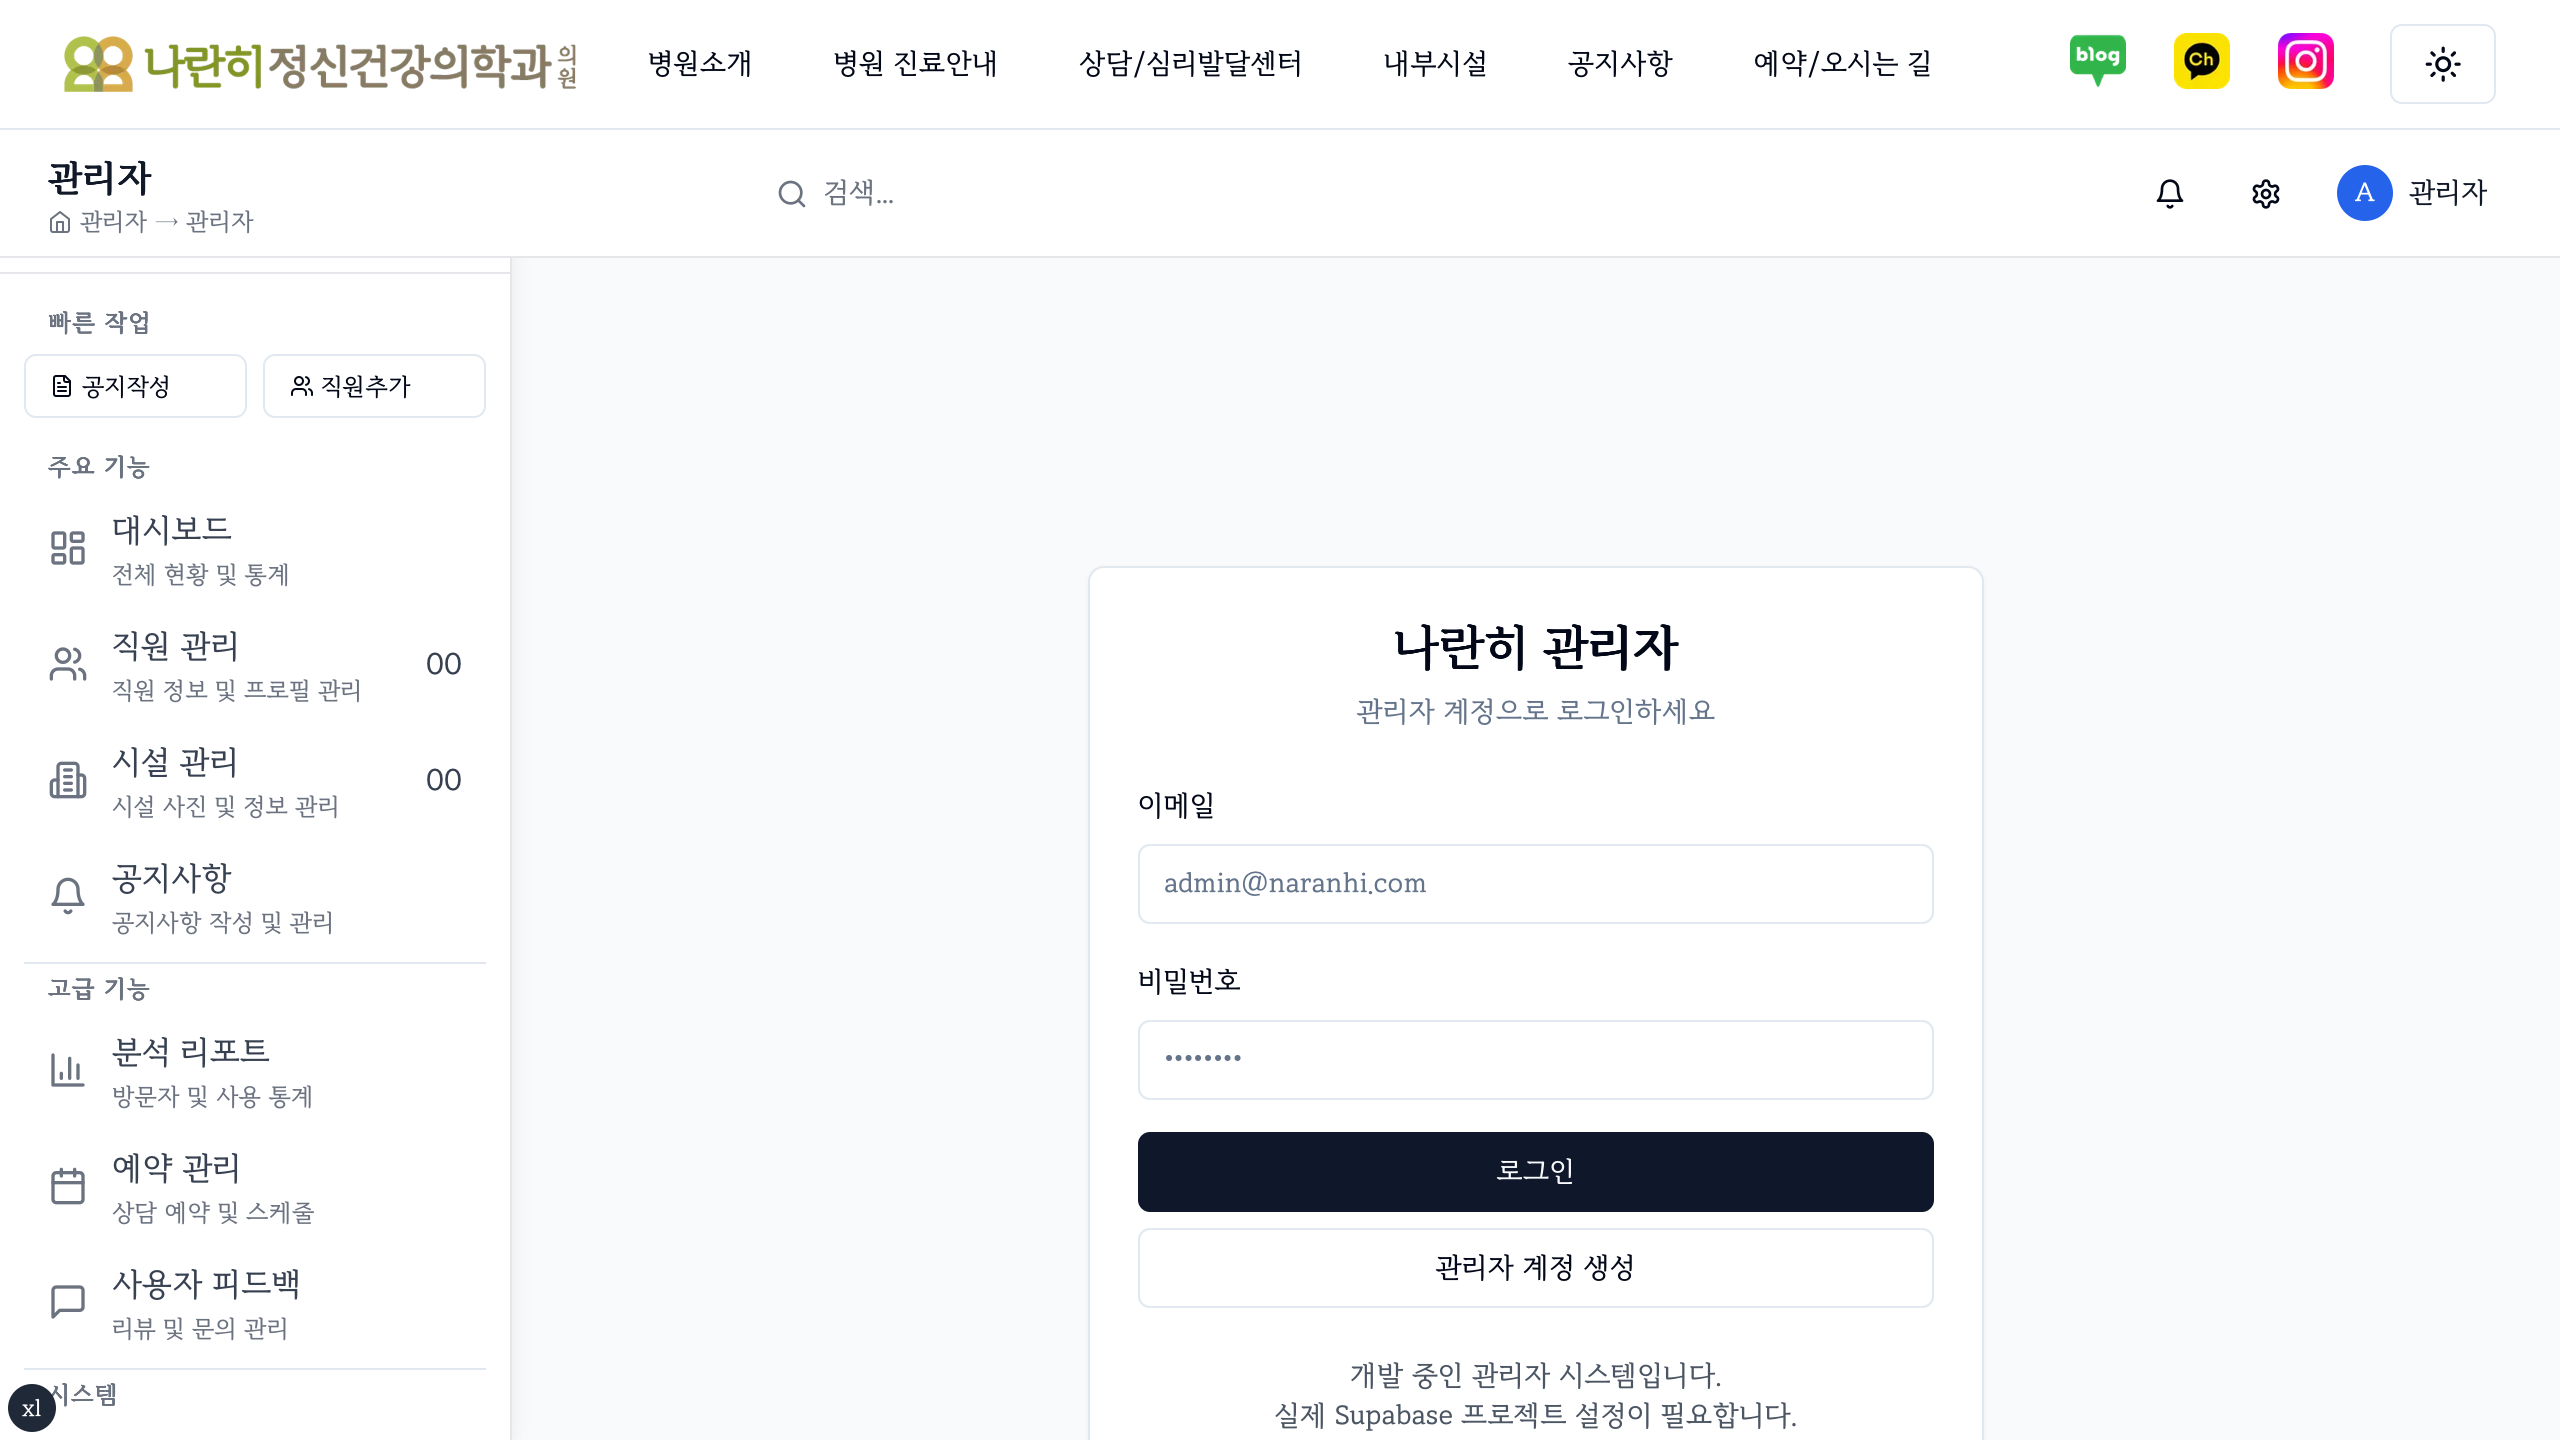 나란히 정신건강의학과 의원
병원소개
병원 진료안내
상담/심리발달센터
내부시설
공지사항
예약/오시는 길
blog
Ch
관리자
관리자 → 관리자
검색...
A
관리자
빠른 작업
공지작성
직원추가
주요 기능
대시보드
전체 현황 및 통계
직원 관리
직원 정보 및 프로필 관리
00
시설 관리
시설 사진 및 정보 관리
00
공지사항
공지사항 작성 및 관리
고급 기능
분석 리포트
방문자 및 사용 통계
예약 관리
상담 예약 및 스케줄
사용자 피드백
리뷰 및 문의 관리
시스템
xl
나란히 관리자
관리자 계정으로 로그인하세요
이메일
admin@naranhi.com
비밀번호
••••••••
로그인
관리자 계정 생성
개발 중인 관리자 시스템입니다.
실제 Supabase 프로젝트 설정이 필요합니다.